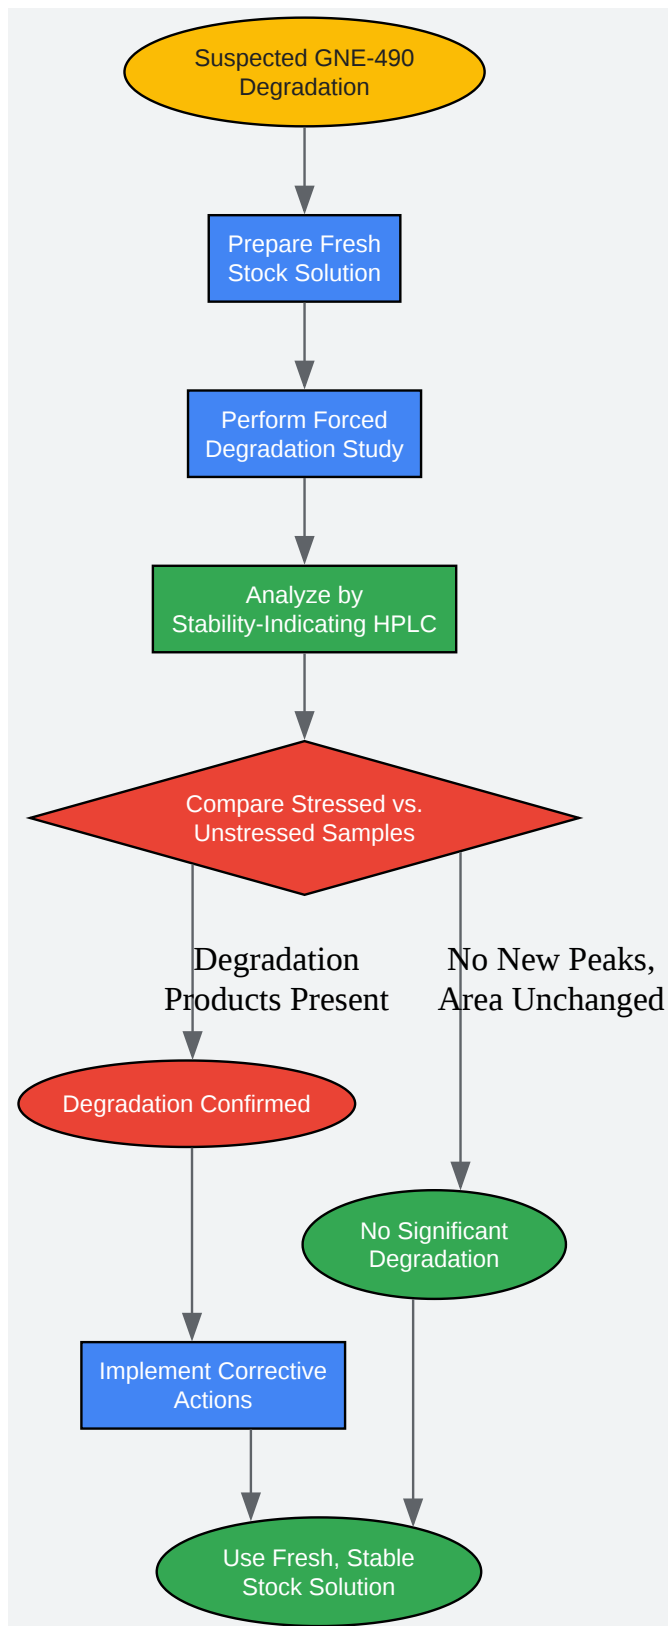 Suspected GNE-490
Degradation
Prepare Fresh
Stock Solution
Perform Forced
Degradation Study
Analyze by
Stability-Indicating HPLC
Compare Stressed vs.
Unstressed Samples
Degradation
Products Present
No New Peaks,
Area Unchanged
Degradation Confirmed
No Significant
Degradation
Implement Corrective
Actions
Use Fresh, Stable
Stock Solution